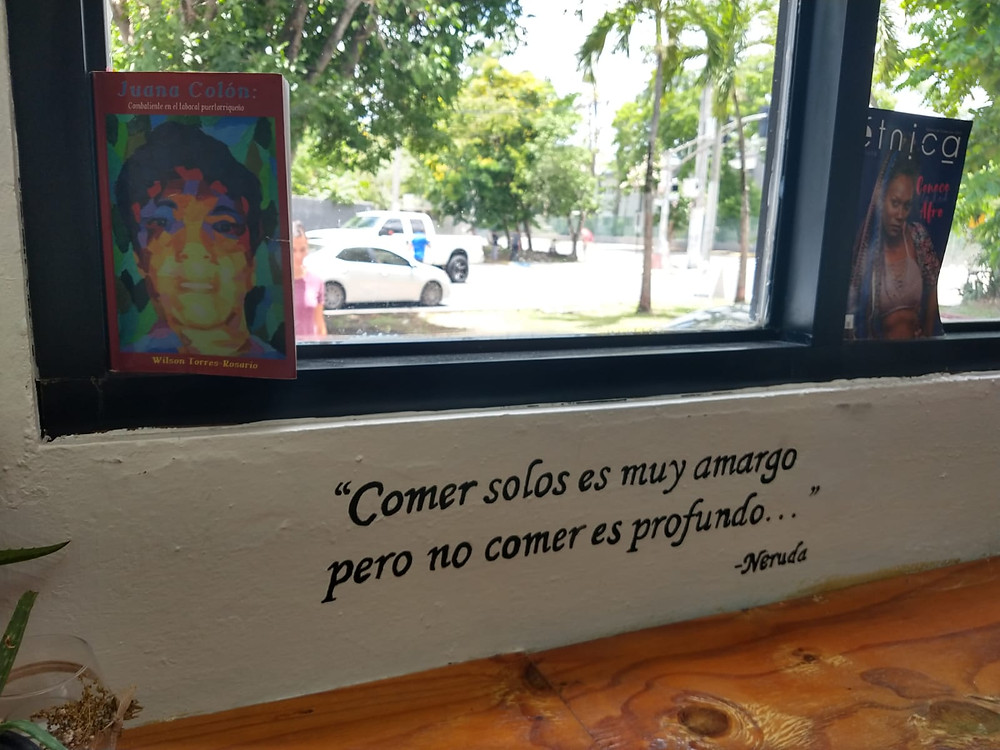 Juana Colón:
Combatiente en el laboral puertorriqueño
Wilson Torres-Rosario
étnica
Afro
“Comer solos es muy amargo
pero no comer es profundo...”
-Neruda